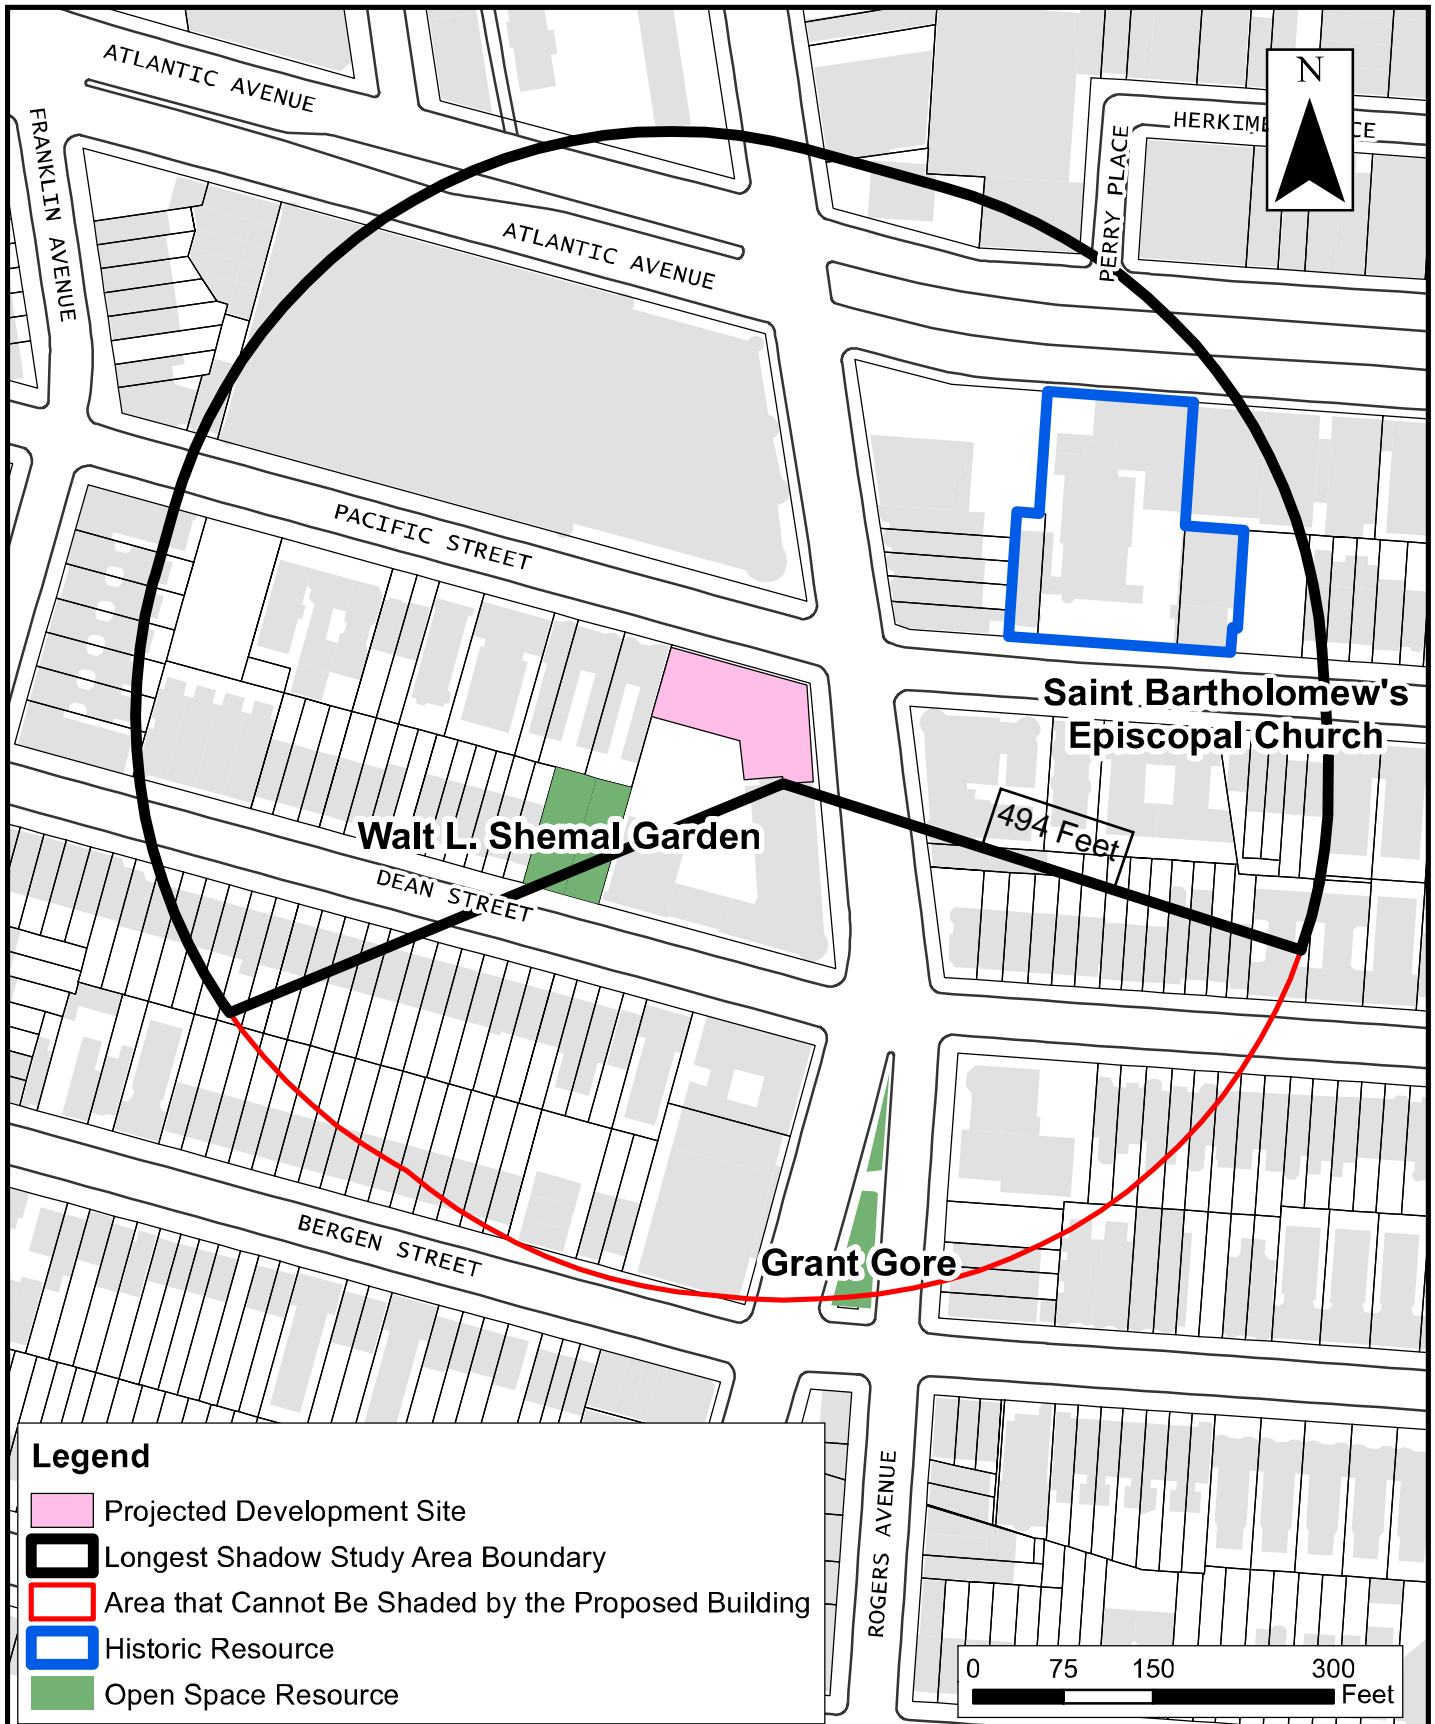 ATLANTIC AVENUE
N
HERKIME CE
FRANKLIN AVENUE
PERRY PLACE
ATLANTIC AVENUE
PACIFIC STREET
Saint Bartholomew's
Episcopal Church
494 Feet
Walt L. Shemal Garden
DEAN STREET
BERGEN STREET
Grant Gore
ROGERS AVENUE
Legend
Projected Development Site
Longest Shadow Study Area Boundary
Area that Cannot Be Shaded by the Proposed Building
Historic Resource
Open Space Resource
0 75 150 300
Feet